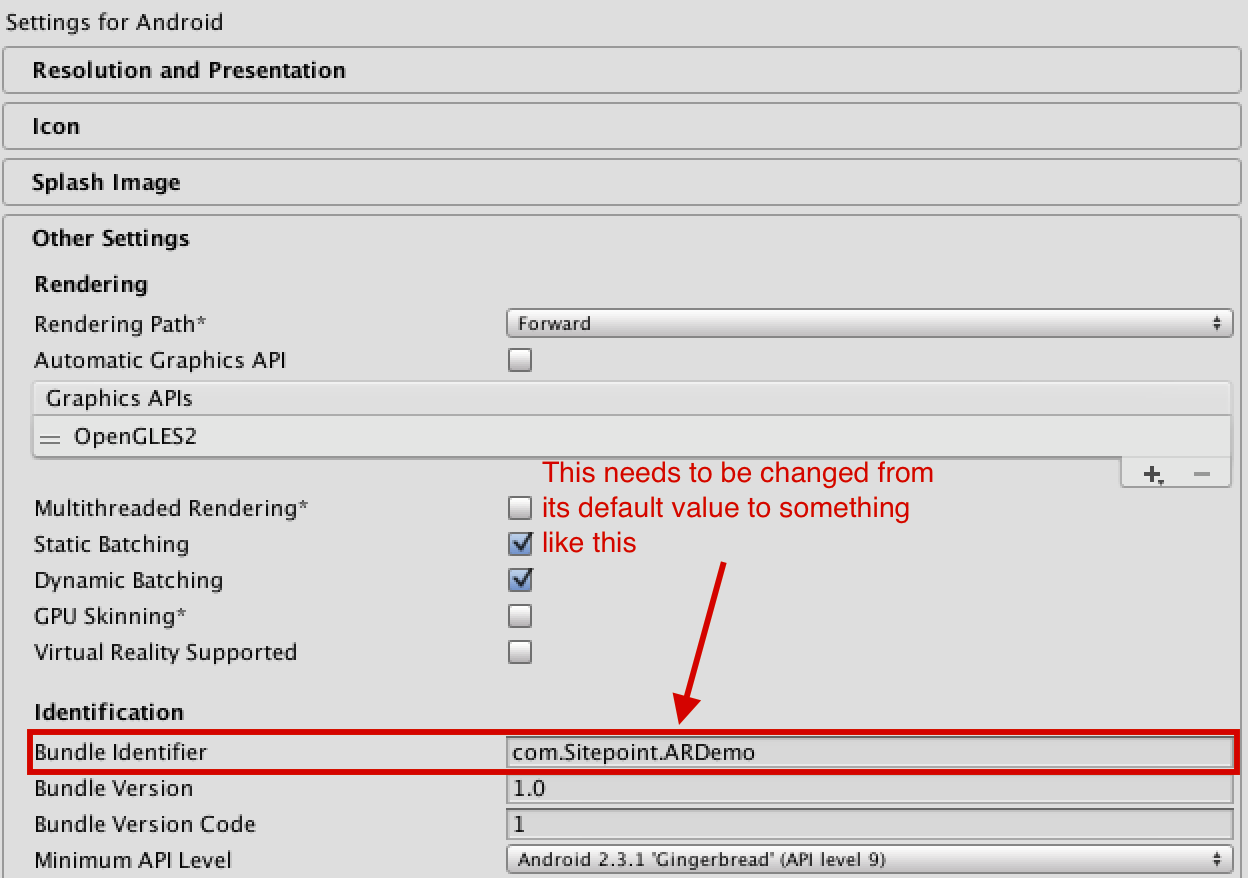 Settings for Android
Resolution and Presentation
Icon
Splash Image
Other Settings
Rendering
Rendering Path* Forward
Automatic Graphics API
Graphics APIs
OpenGLES2
This needs to be changed from
its default value to something
like this
Multithreaded Rendering*
Static Batching
Dynamic Batching
GPU Skinning*
Virtual Reality Supported
Identification
Bundle Identifier com.Sitepoint.ARDemo
Bundle Version 1.0
Bundle Version Code 1
Minimum API Level Android 2.3.1 'Gingerbread' (API level 9)